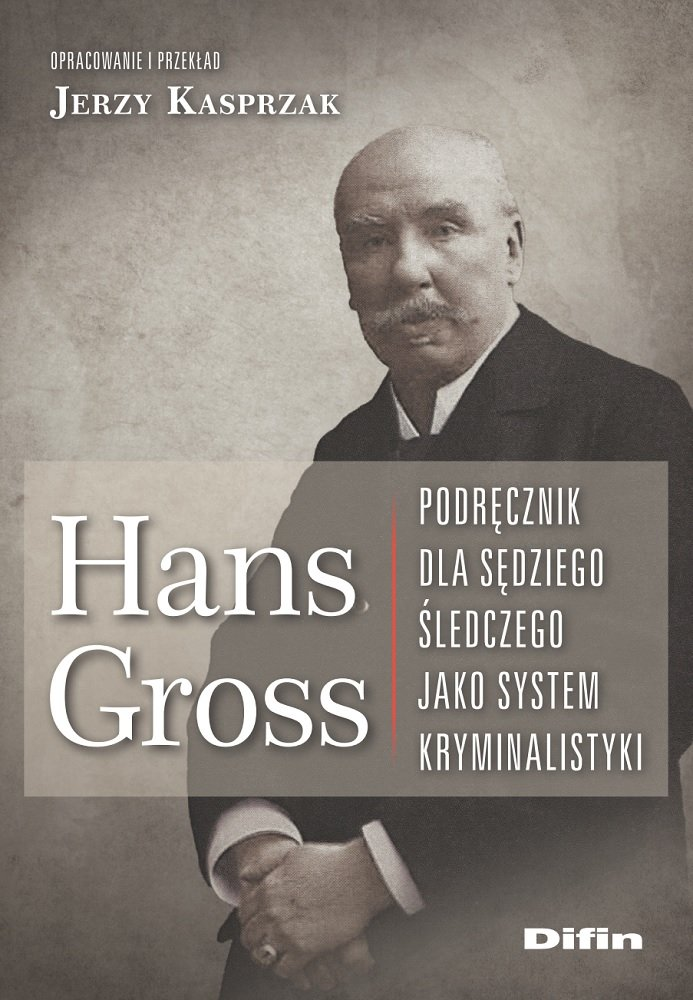 OPRACOWANIE I PRZEKŁAD
JERZY KASPRZAK
Hans
Gross
PODRĘCZNIK
DLA SĘDZIEGO
ŚLEDCZEGO
JAKO SYSTEM
KRYMINALISTYKI
Difin